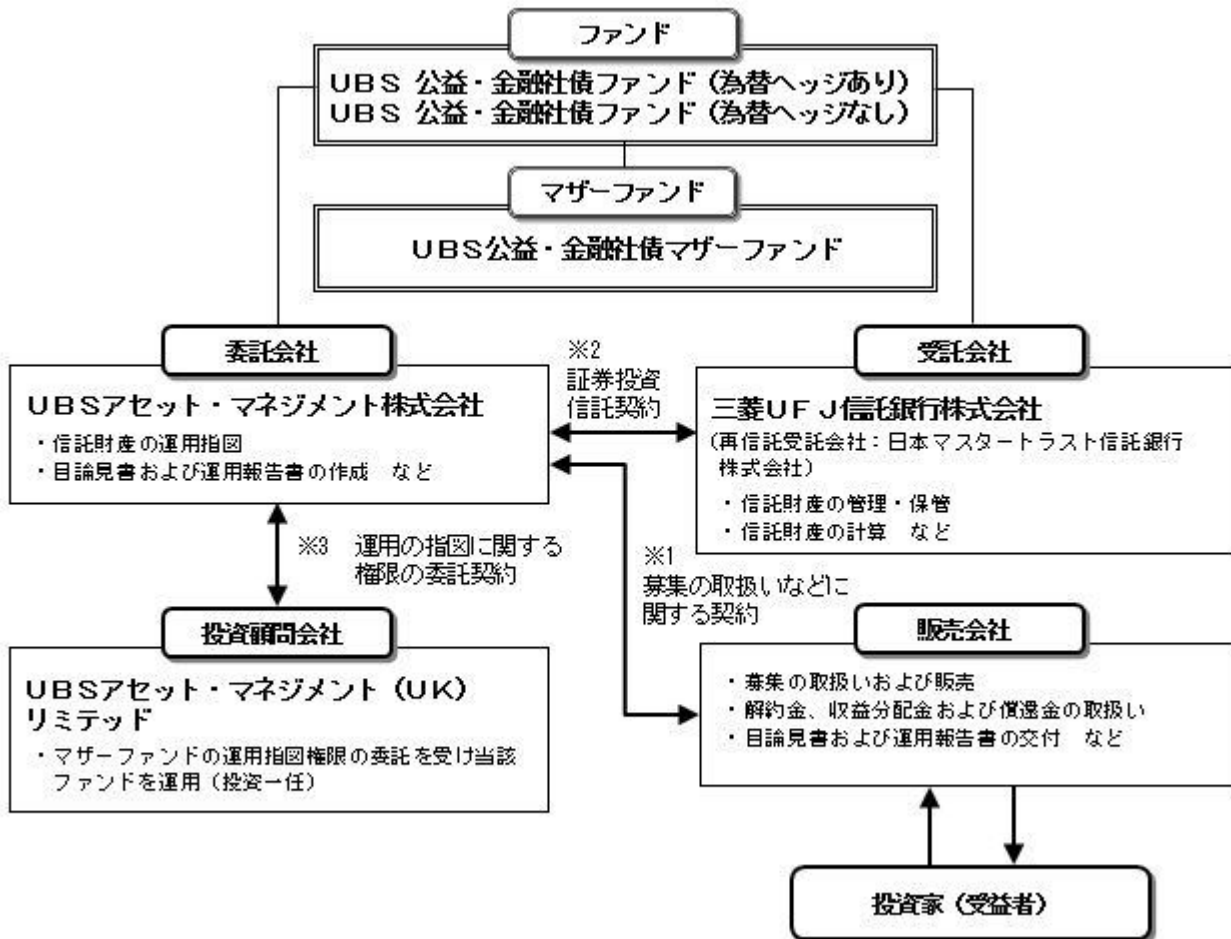 ファンド
UBS 公益・金融社債ファンド（為替ヘッジあり）
UBS 公益・金融社債ファンド（為替ヘッジなし）
マザーファンド
UBS公益・金融社債マザーファンド
委託会社
UBSアセット・マネジメント株式会社
・信託財産の運用指図
・目論見書および運用報告書の作成　など
※2
証券投資
信託契約
受託会社
三菱UFJ信託銀行株式会社
（再信託受託会社：日本マスタートラスト信託銀行
株式会社）
・信託財産の管理・保管
・信託財産の計算　など
※3　運用の指図に関する
権限の委託契約
※1
募集の取扱いなどに
関する契約
投資顧問会社
UBSアセット・マネジメント（UK）
リミテッド
・マザーファンドの運用指図権限の委託を受け当該
ファンドを運用（投資一任）
販売会社
・募集の取扱いおよび販売
・解約金、収益分配金および償還金の取扱い
・目論見書および運用報告書の交付　など
投資家（受益者）